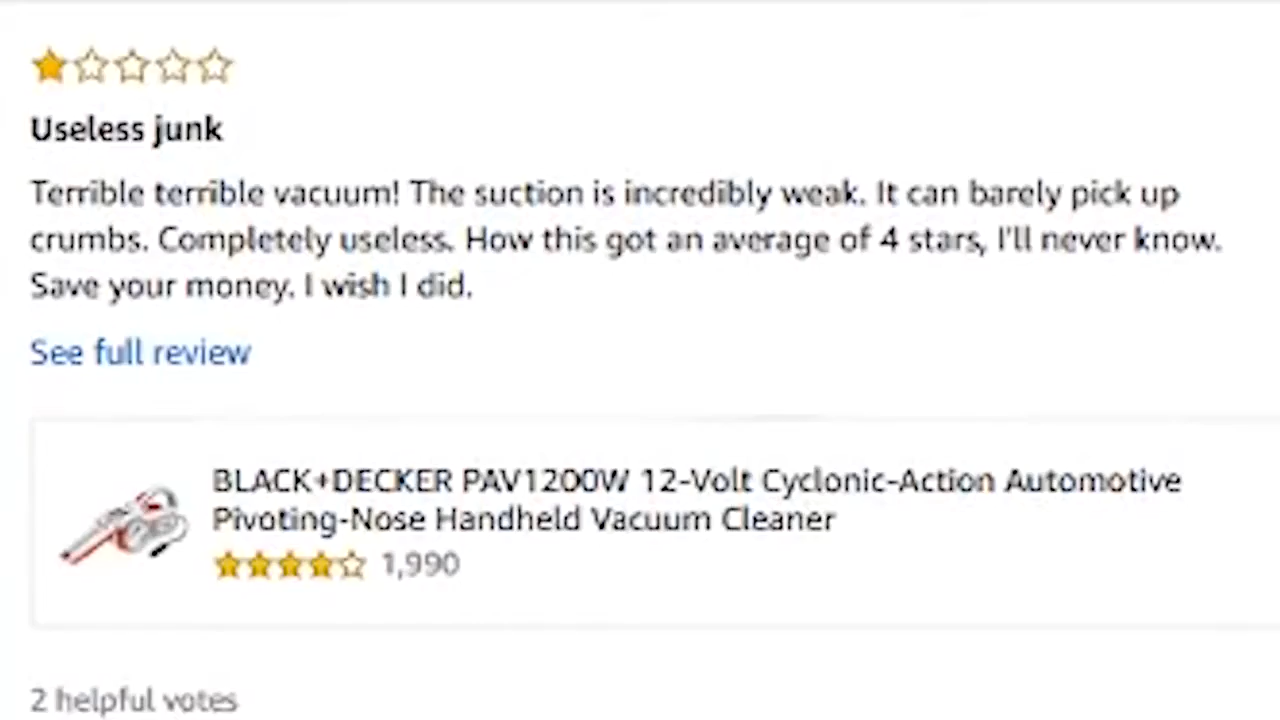 Useless junk
Terrible terrible vacuum! The suction is incredibly weak. It can barely pick up
crumbs. Completely useless. How this got an average of 4 stars, I'll never know.
Save your money. I wish I did.
See full review
BLACK+DECKER PAV1200W 12-Volt Cyclonic-Action Automotive
Pivoting-Nose Handheld Vacuum Cleaner
1,990
2 helpful votes